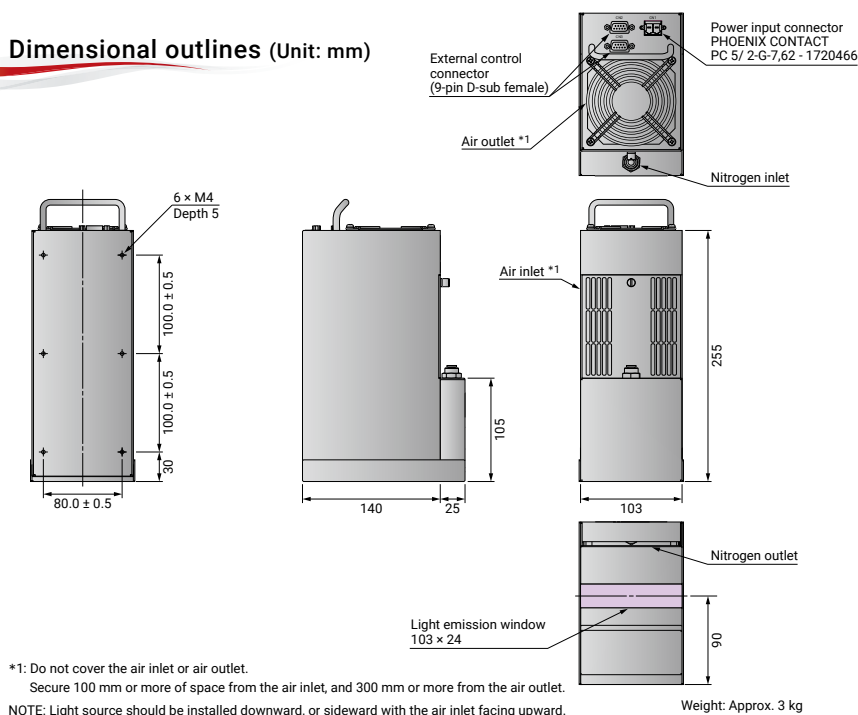 Dimensional outlines (Unit: mm)
External control
connector
(9-pin D-sub female)
Power input connector
PHOENIX CONTACT
PC 5/ 2-G-7,62 - 1720466
Air outlet *1
Nitrogen inlet
6 × M4
Depth 5
100.0 ± 0.5
100.0 ± 0.5
30
80.0 ± 0.5
105
140
25
Air inlet *1
255
103
Nitrogen outlet
Light emission window
103 × 24
90
*1: Do not cover the air inlet or air outlet.
Secure 100 mm or more of space from the air inlet, and 300 mm or more from the air outlet.
NOTE: Light source should be installed downward, or sideward with the air inlet facing upward.
Weight: Approx. 3 kg